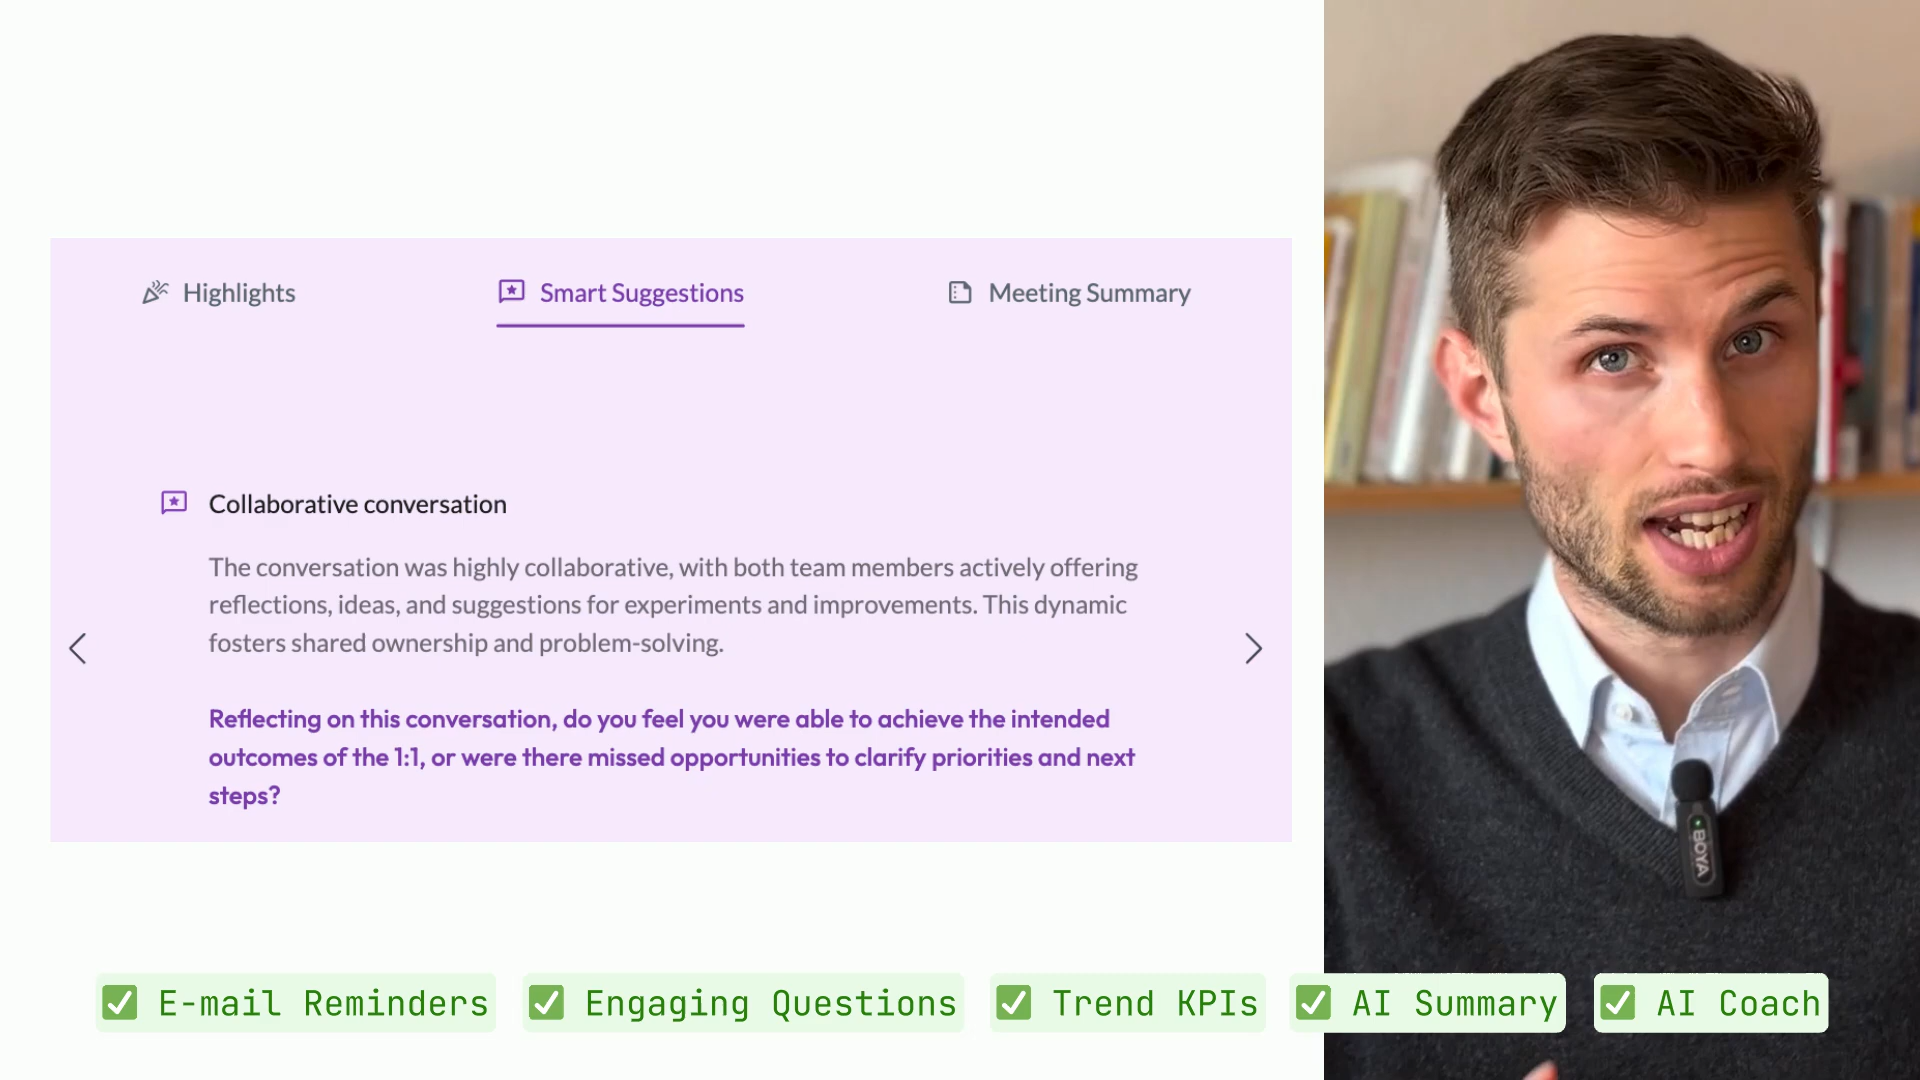 Highlights
Smart Suggestions
Meeting Summary
Collaborative conversation
The conversation was highly collaborative, with both team members actively offering
reflections, ideas, and suggestions for experiments and improvements. This dynamic
fosters shared ownership and problem-solving.
Reflecting on this conversation, do you feel you were able to achieve the intended
outcomes of the 1:1, or were there missed opportunities to clarify priorities and next
steps?
BOYA
✅ E-mail Reminders
✅ Engaging Questions
✅ Trend KPIs
✅ AI Summary
✅ AI Coach